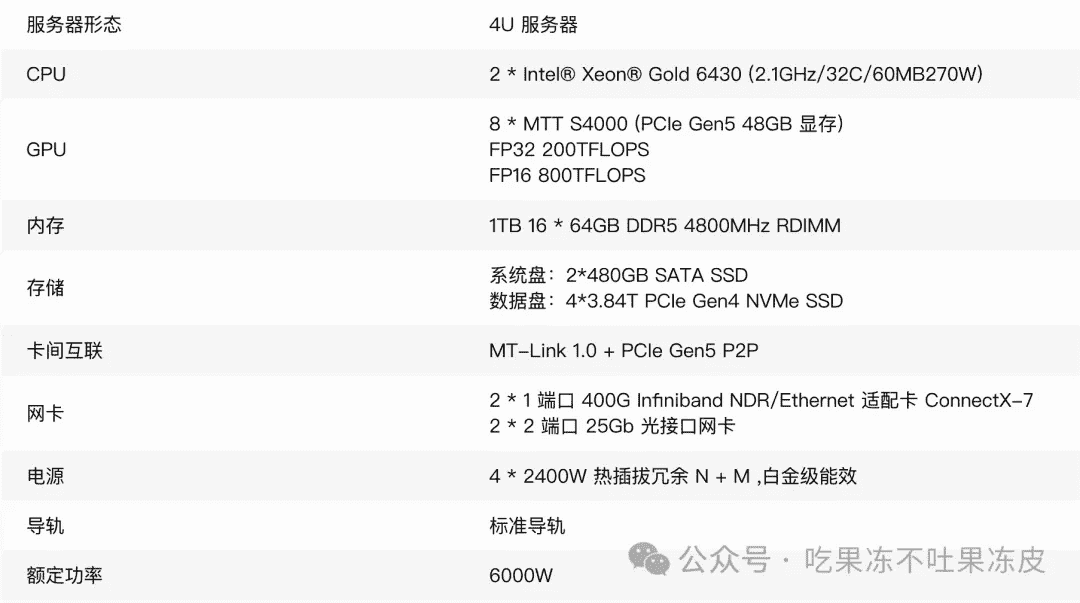 服务器形态 4U 服务器
CPU 2 * Intel® Xeon® Gold 6430 (2.1GHz/32C/60MB270W)
GPU 8 * MTT S4000 (PCIe Gen5 48GB 显存)
FP32 200TFLOPS
FP16 800TFLOPS
内存 1TB 16 * 64GB DDR5 4800MHz RDIMM
存储 系统盘：2*480GB SATA SSD
数据盘：4*3.84T PCIe Gen4 NVMe SSD
卡间互联 MT-Link 1.0 + PCIe Gen5 P2P
网卡 2 * 1 端口 400G Infiniband NDR/Ethernet 适配卡 ConnectX-7
2 * 2 端口 25Gb 光接口网卡
电源 4 * 2400W 热插拔冗余 N + M ,白金级能效
导轨 标准导轨
额定功率 6000W
公众号 · 吃果冻不吐果冻皮